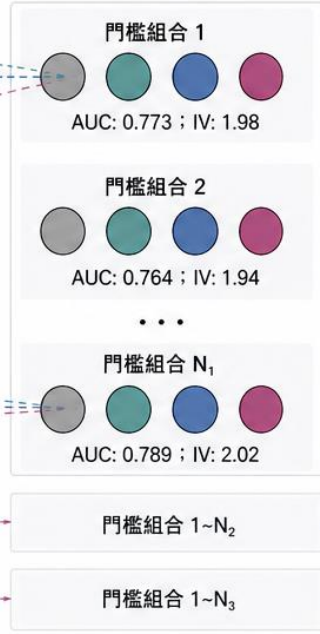 門檻組合 1
AUC: 0.773；IV: 1.98
門檻組合 2
AUC: 0.764；IV: 1.94
• • •
門檻組合 N₁
AUC: 0.789；IV: 2.02
門檻組合 1~N₂
門檻組合 1~N₃